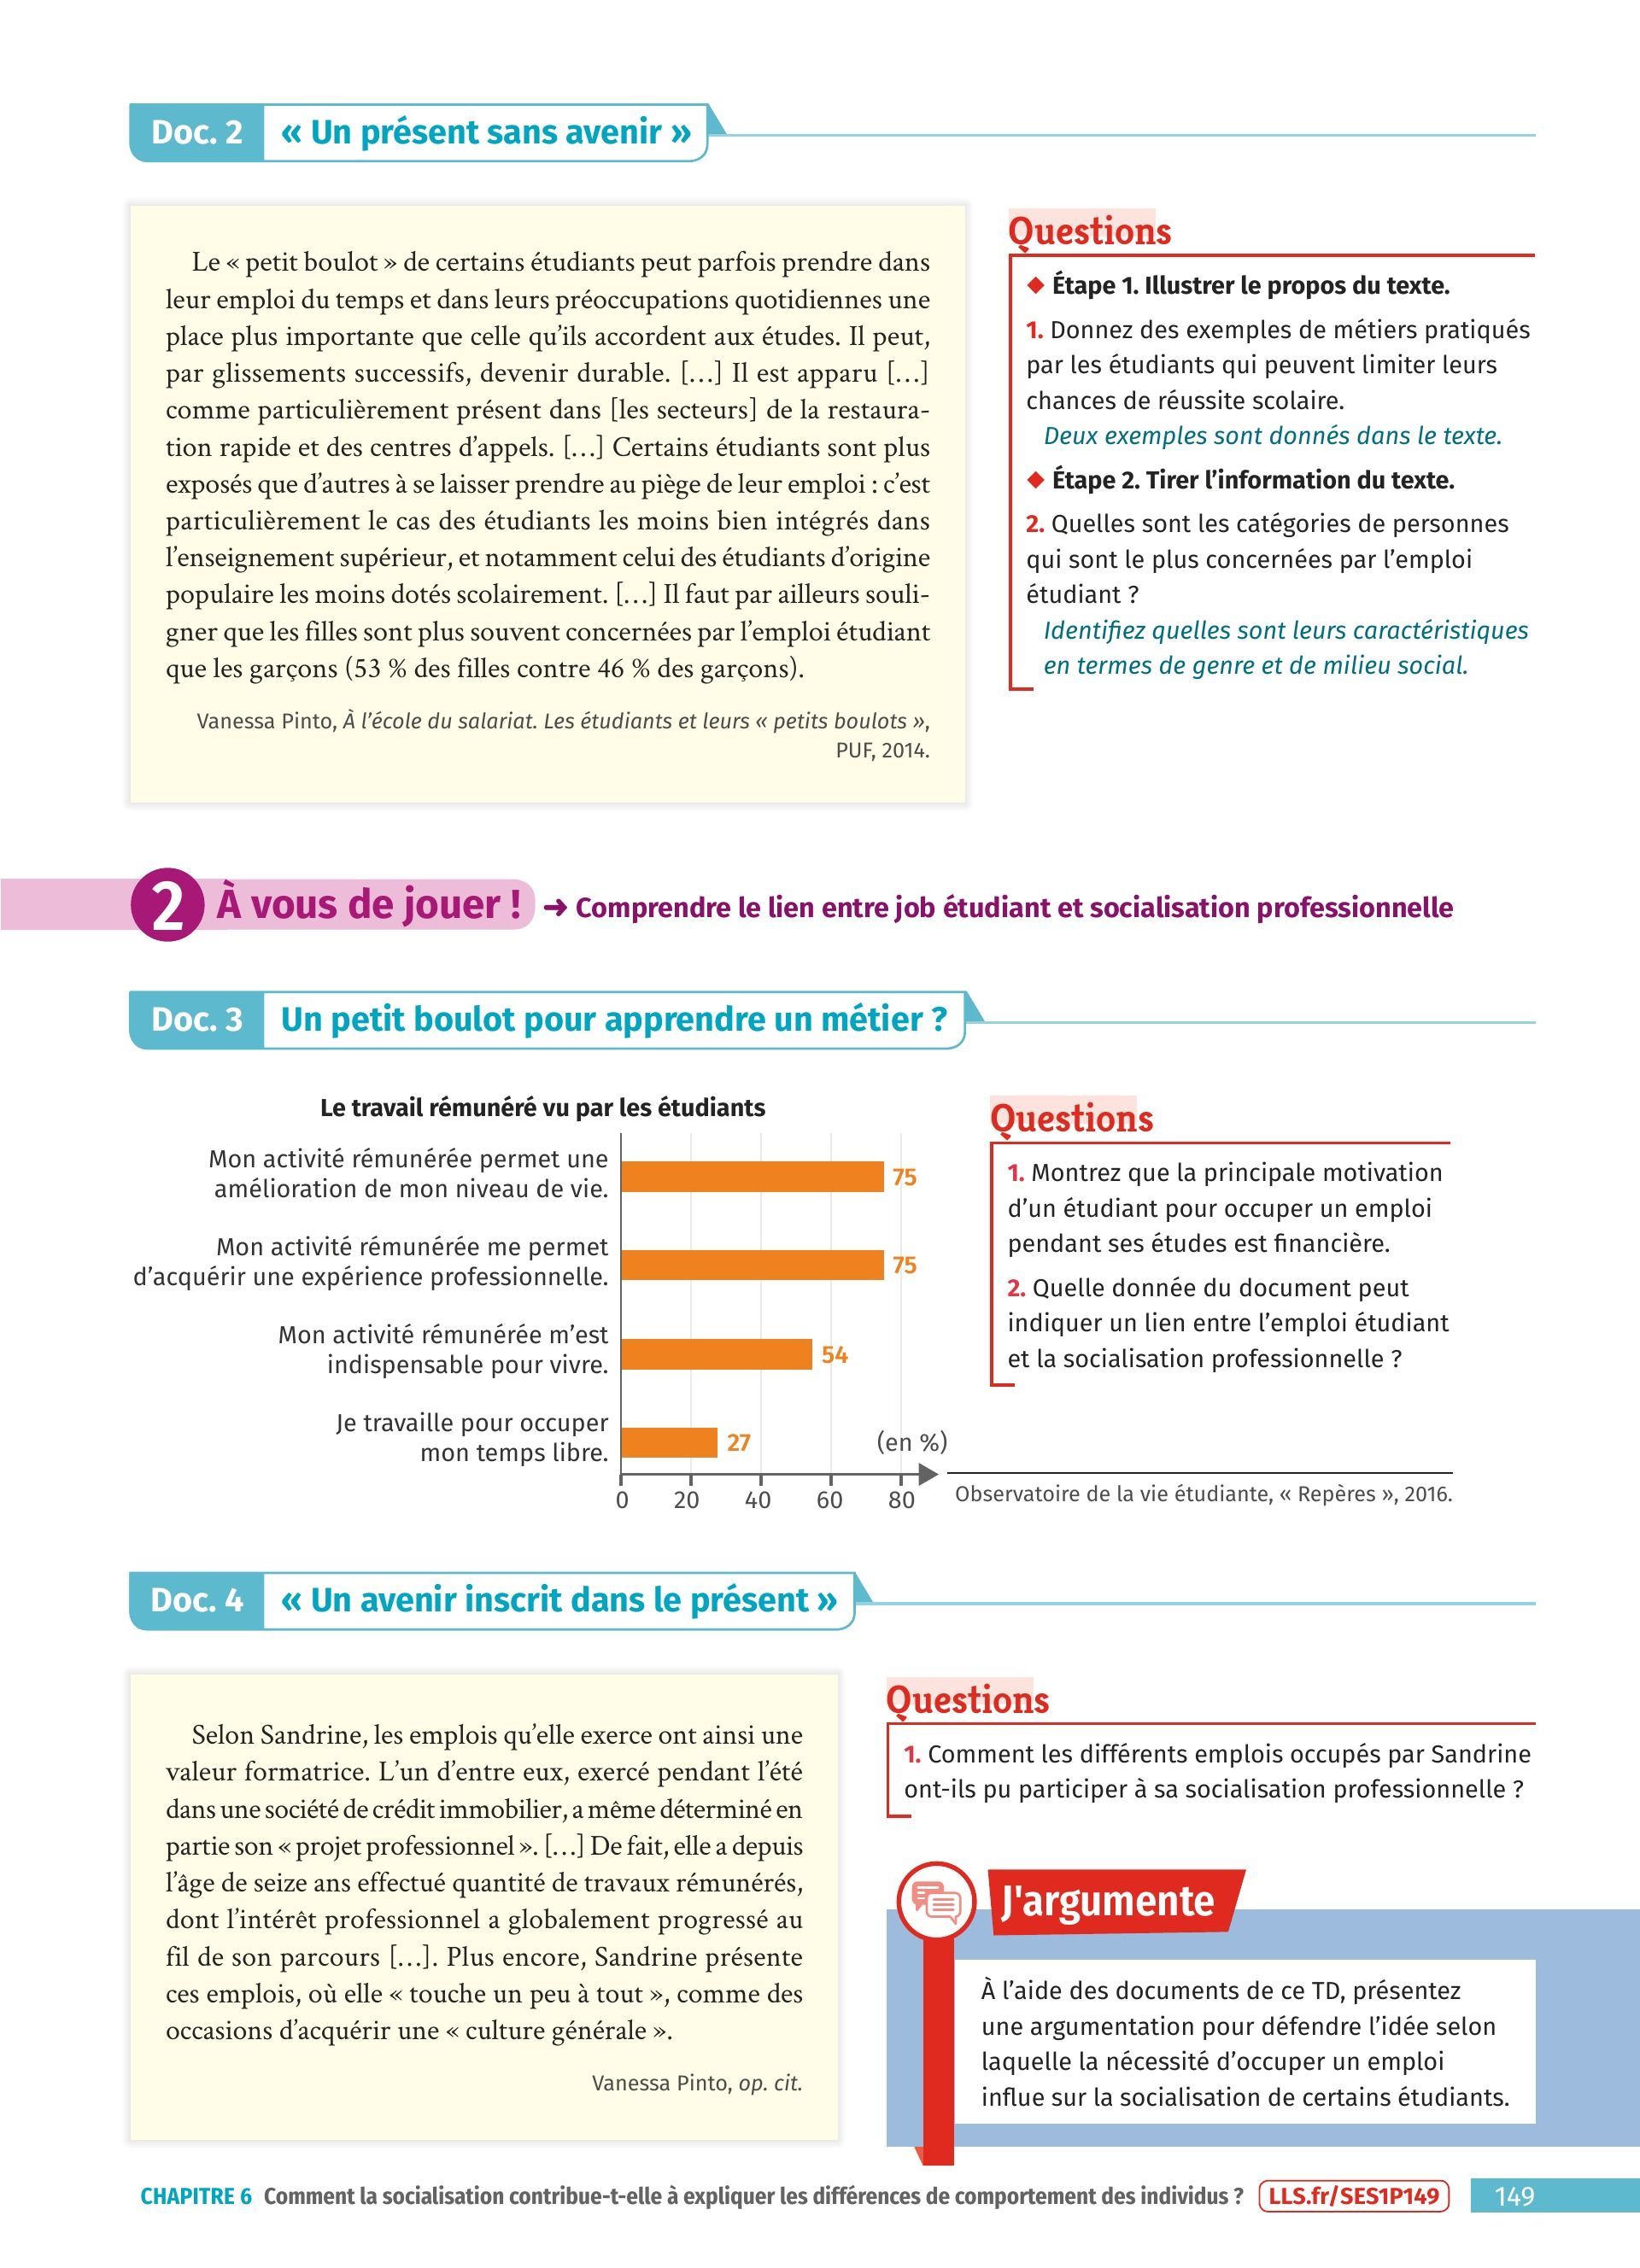 Doc. 2 « Un présent sans avenir »
Le « petit boulot » de certains étudiants peut parfois prendre dans
leur emploi du temps et dans leurs préoccupations quotidiennes une
place plus importante que celle qu’ils accordent aux études. Il peut,
par glissements successifs, devenir durable. […] Il est apparu […]
comme particulièrement présent dans [les secteurs] de la restaura-
tion rapide et des centres d’appels. […] Certains étudiants sont plus
exposés que d’autres à se laisser prendre au piège de leur emploi : c’est
particulièrement le cas des étudiants les moins bien intégrés dans
l’enseignement supérieur, et notamment celui des étudiants d’origine
populaire les moins dotés scolairement. […] Il faut par ailleurs souli-
gner que les filles sont plus souvent concernées par l’emploi étudiant
que les garçons (53 % des filles contre 46 % des garçons).
Vanessa Pinto, À l’école du salariat. Les étudiants et leurs « petits boulots »,
PUF, 2014.
Questions
◆ Étape 1. Illustrer le propos du texte.
1. Donnez des exemples de métiers pratiqués
par les étudiants qui peuvent limiter leurs
chances de réussite scolaire.
Deux exemples sont donnés dans le texte.
◆ Étape 2. Tirer l’information du texte.
2. Quelles sont les catégories de personnes
qui sont le plus concernées par l’emploi
étudiant ?
Identifiez quelles sont leurs caractéristiques
en termes de genre et de milieu social.
2 À vous de jouer ! → Comprendre le lien entre job étudiant et socialisation professionnelle
Doc. 3 Un petit boulot pour apprendre un métier ?
Le travail rémunéré vu par les étudiants
Mon activité rémunérée permet une
amélioration de mon niveau de vie.
75
Mon activité rémunérée me permet
d’acquérir une expérience professionnelle.
75
Mon activité rémunérée m’est
indispensable pour vivre.
54
Je travaille pour occuper
mon temps libre.
27
(en %)
0 20 40 60 80
Observatoire de la vie étudiante, « Repères », 2016.
Questions
1. Montrez que la principale motivation
d’un étudiant pour occuper un emploi
pendant ses études est financière.
2. Quelle donnée du document peut
indiquer un lien entre l’emploi étudiant
et la socialisation professionnelle ?
Doc. 4 « Un avenir inscrit dans le présent »
Selon Sandrine, les emplois qu’elle exerce ont ainsi une
valeur formatrice. L’un d’entre eux, exercé pendant l’été
dans une société de crédit immobilier, a même déterminé en
partie son « projet professionnel ». […] De fait, elle a depuis
l’âge de seize ans effectué quantité de travaux rémunérés,
dont l’intérêt professionnel a globalement progressé au
fil de son parcours […]. Plus encore, Sandrine présente
ces emplois, où elle « touche un peu à tout », comme des
occasions d’acquérir une « culture générale ».
Vanessa Pinto, op. cit.
Questions
1. Comment les différents emplois occupés par Sandrine
ont-ils pu participer à sa socialisation professionnelle ?
J'argumente
À l’aide des documents de ce TD, présentez
une argumentation pour défendre l’idée selon
laquelle la nécessité d’occuper un emploi
influe sur la socialisation de certains étudiants.
CHAPITRE 6 Comment la socialisation contribue-t-elle à expliquer les différences de comportement des individus ? LLS.fr/SES1P149 149